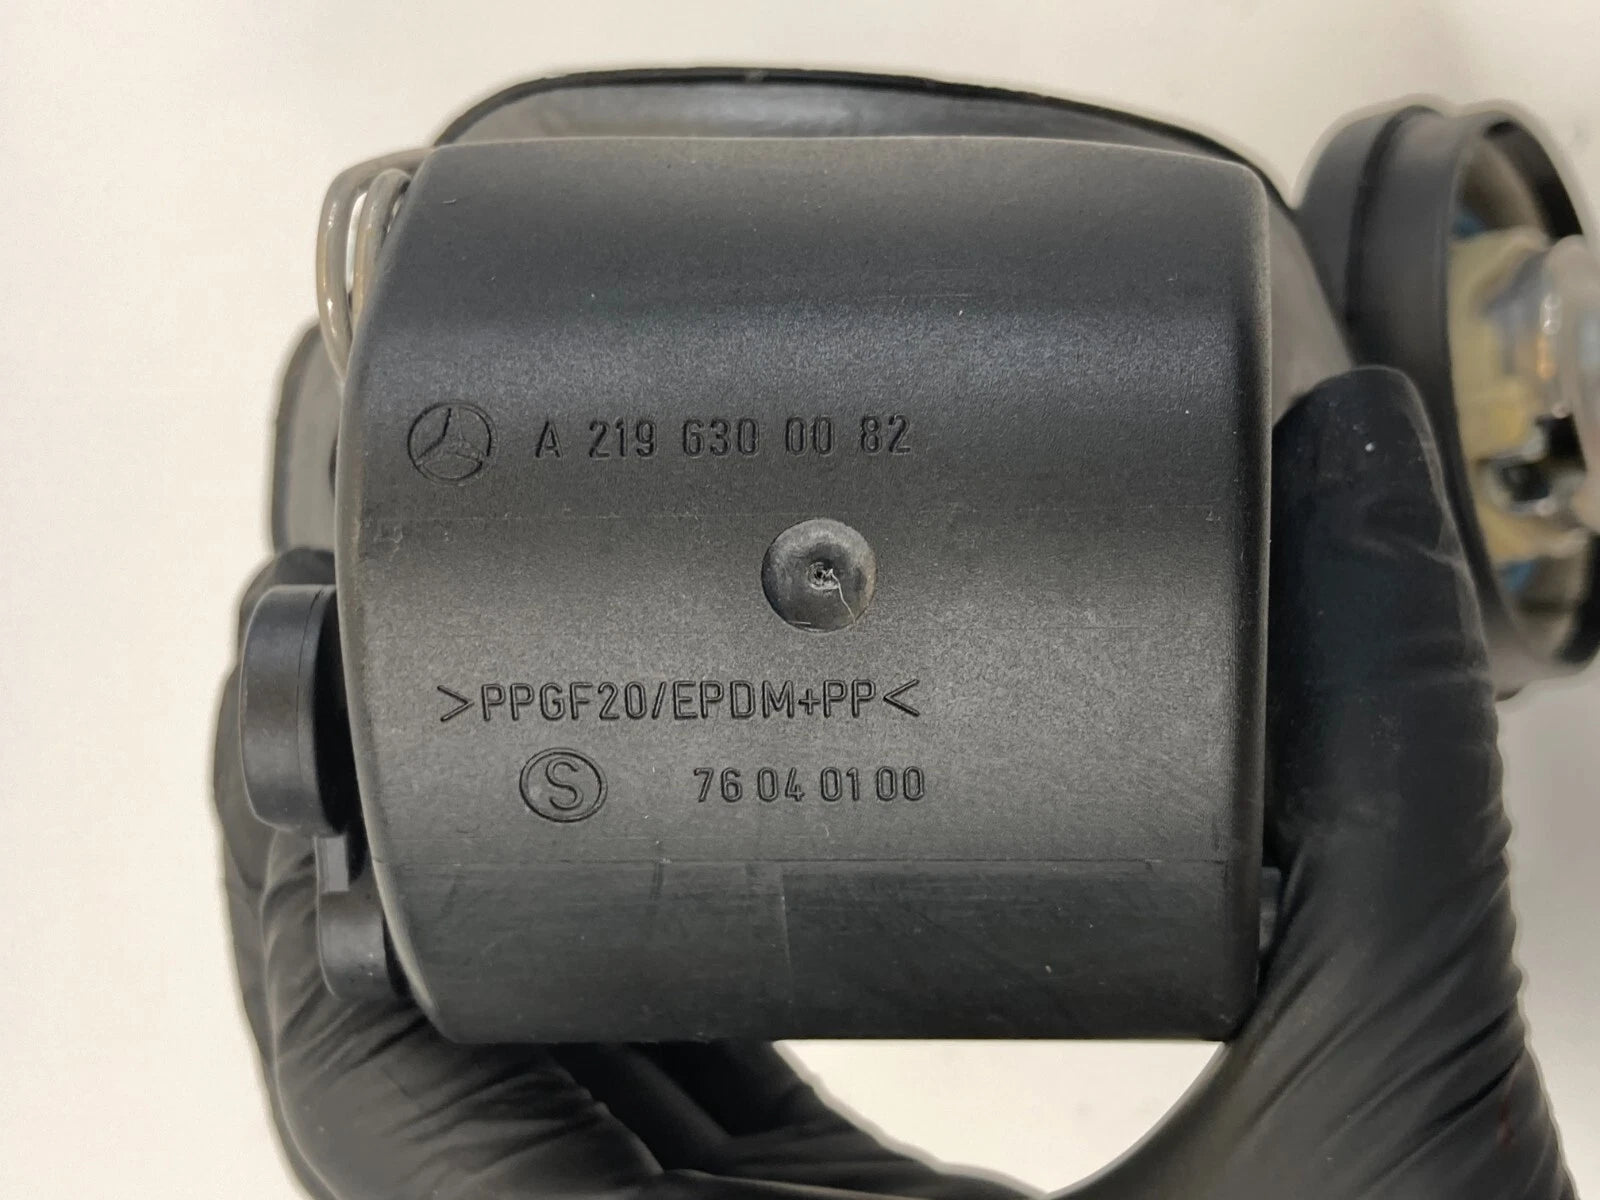 A 219 630 00 82
>PPGF20/EPDM+PP<
S 76 04 01 00